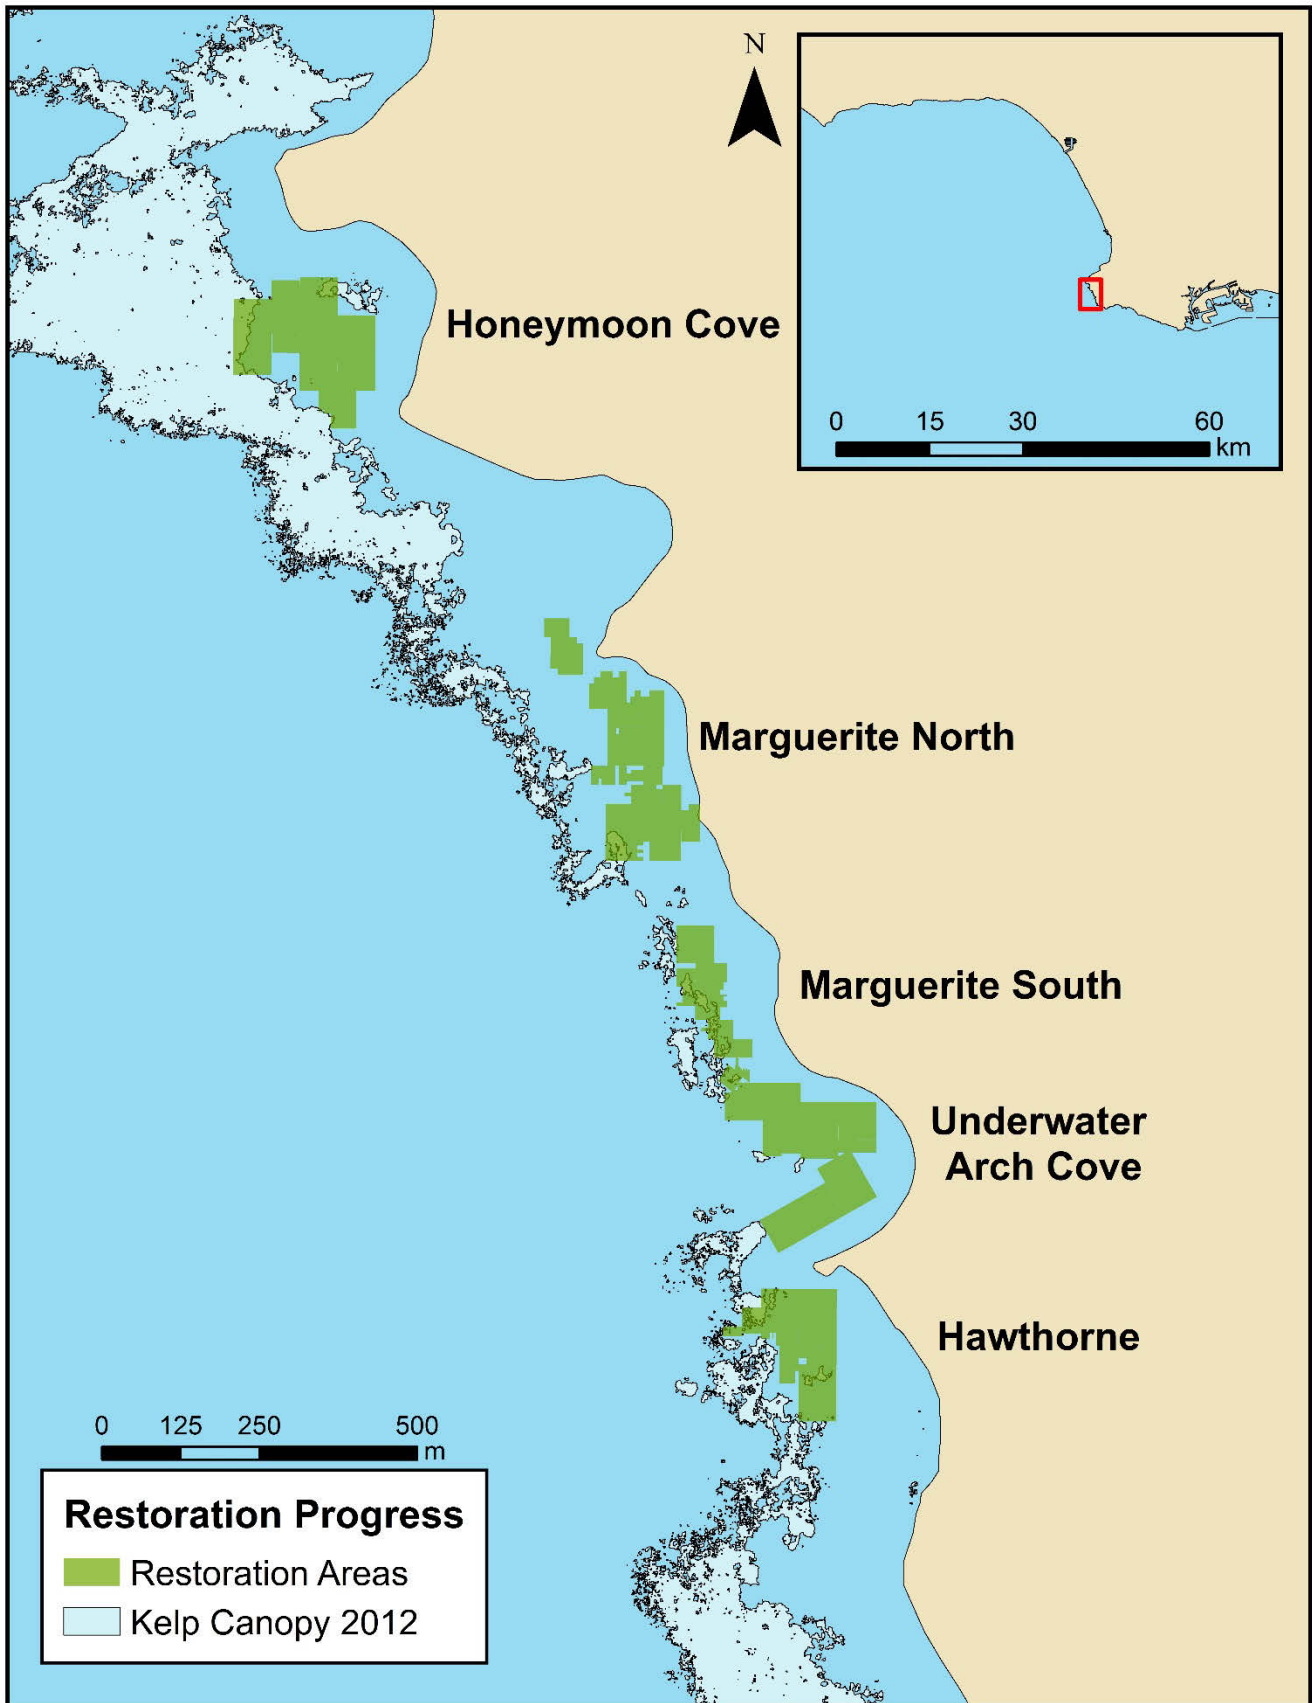 N
0 15 30 60
km
Honeymoon Cove
Marguerite North
Marguerite South
Underwater
Arch Cove
Hawthorne
0 125 250 500
m
Restoration Progress
Restoration Areas
Kelp Canopy 2012